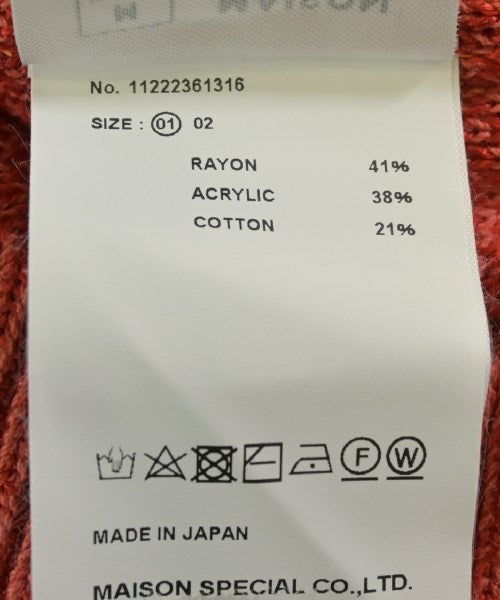 No. 11222361316
SIZE : 01 02
RAYON 41%
ACRYLIC 38%
COTTON 21%
F W
MADE IN JAPAN
MAISON SPECIAL CO.,LTD.